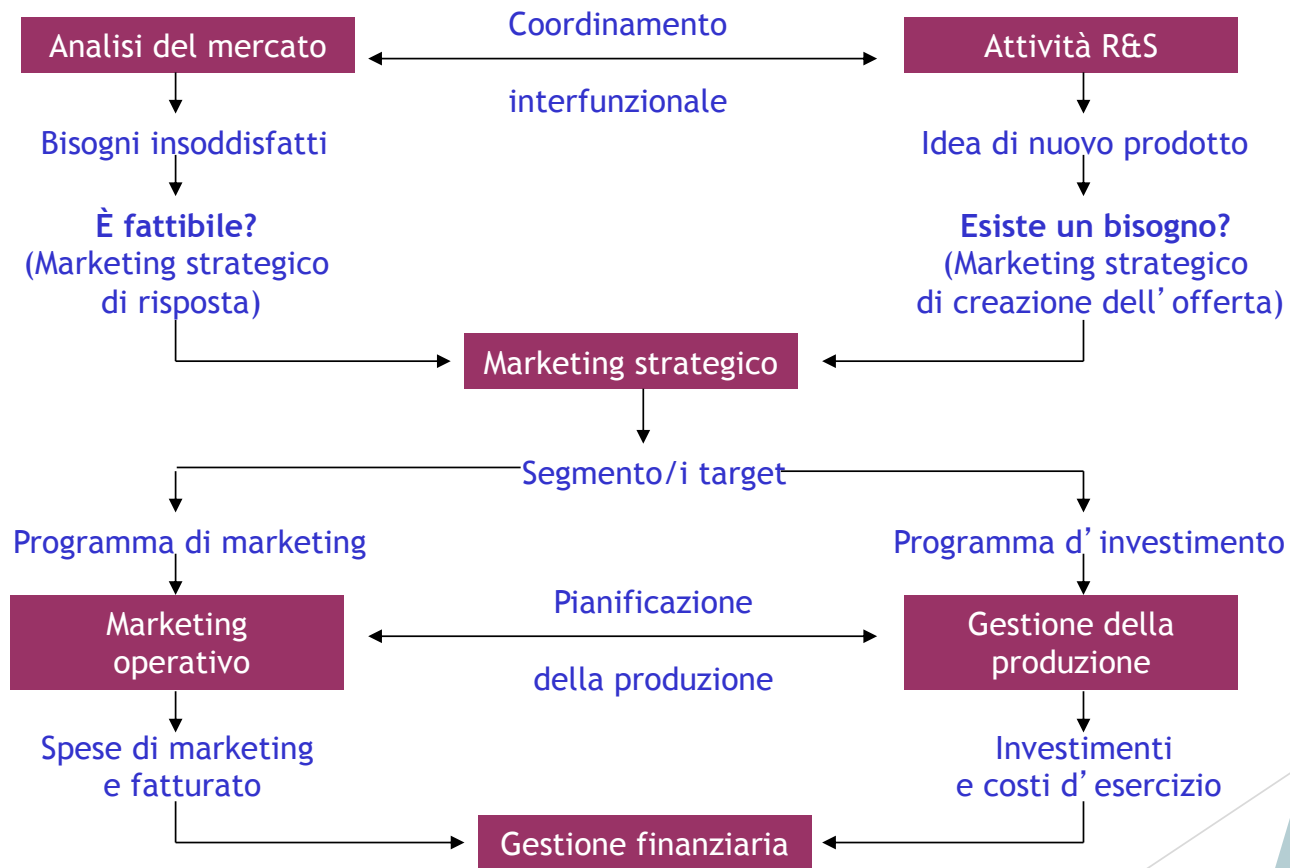 Analisi del mercato
Coordinamento
interfunzionale
Attività R&S
Bisogni insoddisfatti
Idea di nuovo prodotto
È fattibile?
(Marketing strategico
di risposta)
Esiste un bisogno?
(Marketing strategico
di creazione dell’offerta)
Marketing strategico
Segmento/i target
Programma di marketing
Programma d’investimento
Marketing
operativo
Pianificazione
della produzione
Gestione della
produzione
Spese di marketing
e fatturato
Investimenti
e costi d’esercizio
Gestione finanziaria